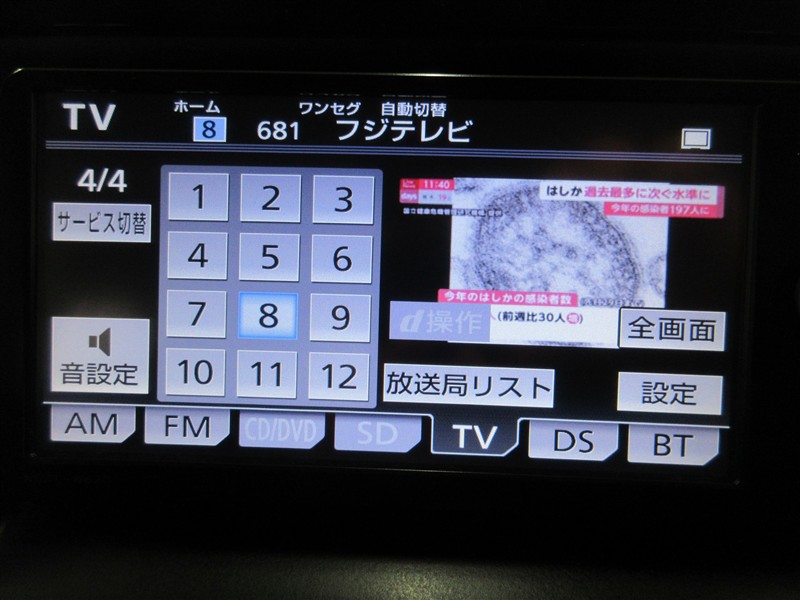 TV
ホーム
ワンセグ 自動切替
8 681 フジテレビ
4/4
サービス切替
1 2 3
4 5 6
7 8 9
10 11 12
11:40
days
はしか過去最多に次ぐ水準に
今年の感染者197人に
今年のはしかの感染者数
(前週比30人増)
d操作
全画面
音設定
放送局リスト
設定
AM FM CD/DVD SD TV DS BT